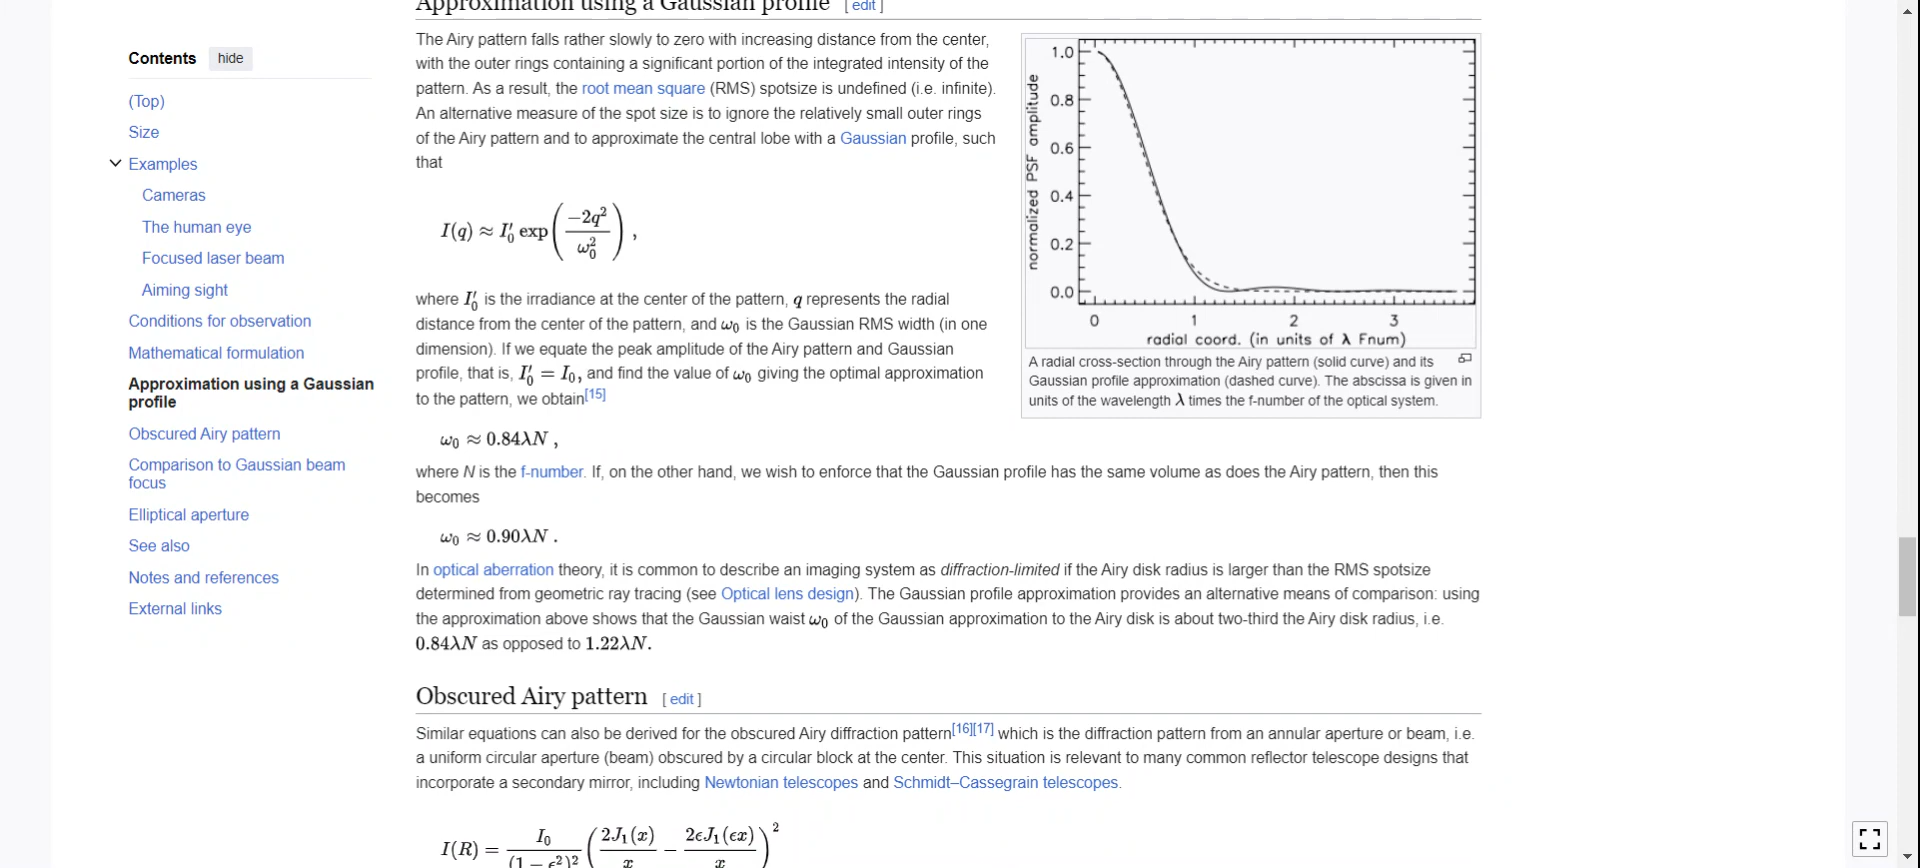 Approximation using a Gaussian profile [ edit ]
Contents hide
(Top)
Size
Examples
Cameras
The human eye
Focused laser beam
Aiming sight
Conditions for observation
Mathematical formulation
Approximation using a Gaussian
profile
Obscured Airy pattern
Comparison to Gaussian beam
focus
Elliptical aperture
See also
Notes and references
External links
The Airy pattern falls rather slowly to zero with increasing distance from the center,
with the outer rings containing a significant portion of the integrated intensity of the
pattern. As a result, the root mean square (RMS) spotsize is undefined (i.e. infinite).
An alternative measure of the spot size is to ignore the relatively small outer rings
of the Airy pattern and to approximate the central lobe with a Gaussian profile, such
that
I(q) ≈ I′₀ exp(−2q²/ω₀²) ,
where I′₀ is the irradiance at the center of the pattern, q represents the radial
distance from the center of the pattern, and ω₀ is the Gaussian RMS width (in one
dimension). If we equate the peak amplitude of the Airy pattern and Gaussian
profile, that is, I′₀ = I₀, and find the value of ω₀ giving the optimal approximation
to the pattern, we obtain[15]
ω₀ ≈ 0.84λN ,
normalized PSF amplitude
1.0
0.8
0.6
0.4
0.2
0.0
0 1 2 3
radial coord. (in units of λ Fnum)
A radial cross-section through the Airy pattern (solid curve) and its
Gaussian profile approximation (dashed curve). The abscissa is given in
units of the wavelength λ times the f-number of the optical system.
where N is the f-number. If, on the other hand, we wish to enforce that the Gaussian profile has the same volume as does the Airy pattern, then this
becomes
ω₀ ≈ 0.90λN .
In optical aberration theory, it is common to describe an imaging system as diffraction-limited if the Airy disk radius is larger than the RMS spotsize
determined from geometric ray tracing (see Optical lens design). The Gaussian profile approximation provides an alternative means of comparison: using
the approximation above shows that the Gaussian waist ω₀ of the Gaussian approximation to the Airy disk is about two-third the Airy disk radius, i.e.
0.84λN as opposed to 1.22λN.
Obscured Airy pattern [ edit ]
Similar equations can also be derived for the obscured Airy diffraction pattern[16][17] which is the diffraction pattern from an annular aperture or beam, i.e.
a uniform circular aperture (beam) obscured by a circular block at the center. This situation is relevant to many common reflector telescope designs that
incorporate a secondary mirror, including Newtonian telescopes and Schmidt–Cassegrain telescopes.
I(R) = I₀/(1 − ϵ²)² (2J₁(x)/x − 2ϵJ₁(ϵx)/x)²